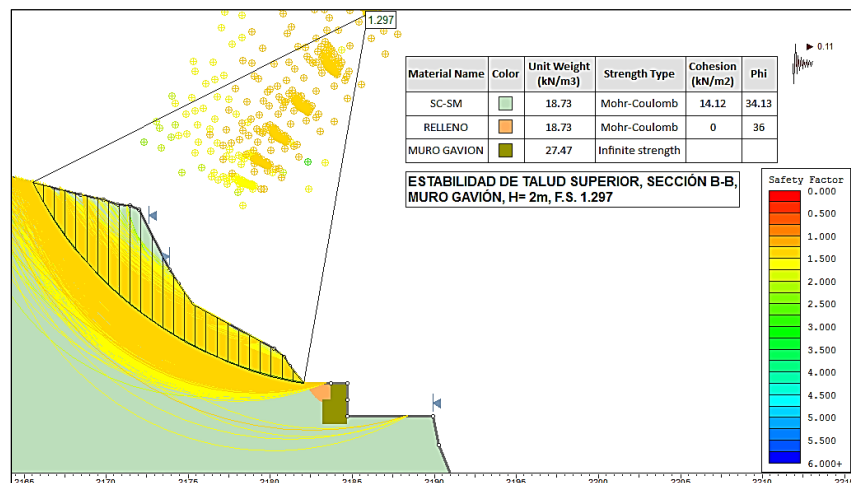 1.297
0.11
Material Name Color Unit Weight (kN/m3) Strength Type Cohesion (kN/m2) Phi
SC-SM 18.73 Mohr-Coulomb 14.12 34.13
RELLENO 18.73 Mohr-Coulomb 0 36
MURO GAVION 27.47 Infinite strength
ESTABILIDAD DE TALUD SUPERIOR, SECCIÓN B-B,
MURO GAVIÓN, H= 2m, F.S. 1.297
Safety Factor
0.000
0.500
1.000
1.500
2.000
2.500
3.000
3.500
4.000
4.500
5.000
5.500
6.000+
2165 2170 2175 2180 2185 2190 2195 2200 2205 2210